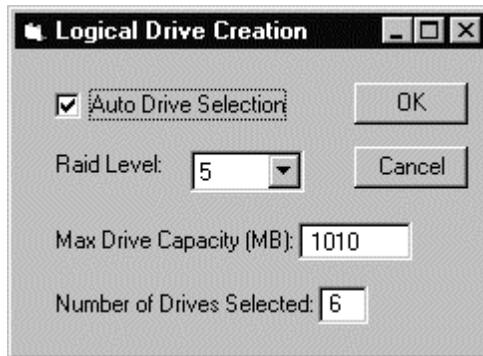 Logical Drive Creation
Auto Drive Selection
OK
Raid Level: 5
Cancel
Max Drive Capacity (MB): 1010
Number of Drives Selected: 6